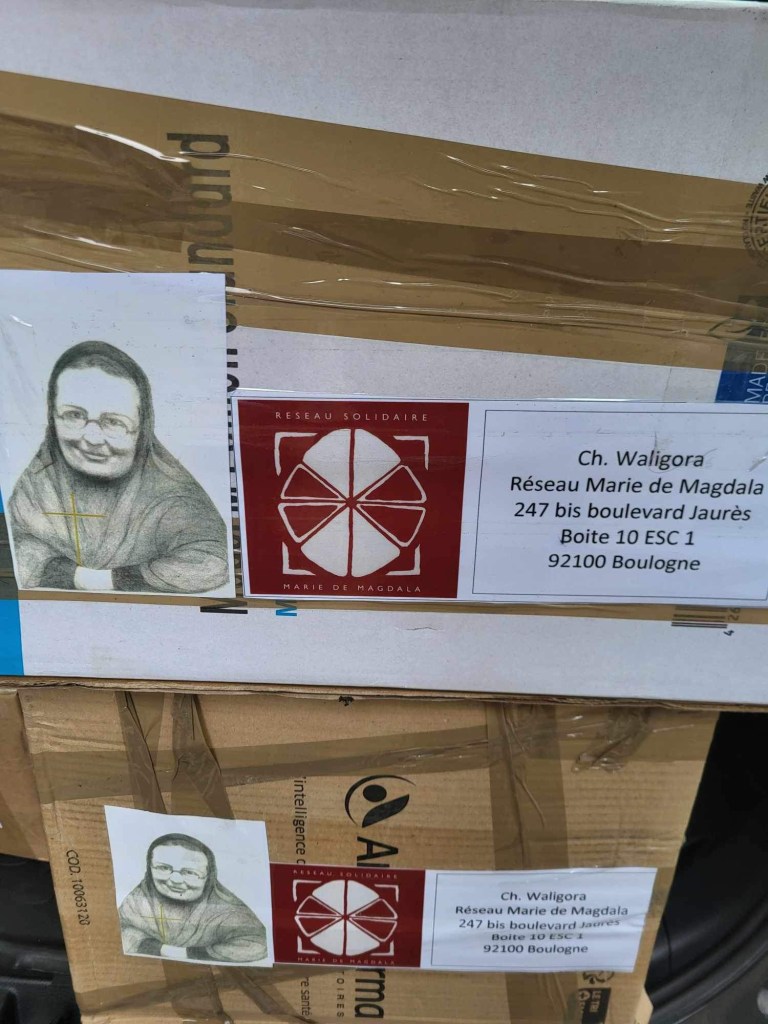 RESEAU SOLIDAIRE
MARIE DE MAGDALA
Ch. Waligora
Réseau Marie de Magdala
247 bis boulevard Jaurès
Boite 10 ESC 1
92100 Boulogne
COD. 10063120
RESEAU SOLIDAIRE
MARIE DE MAGDALA
Ch. Waligora
Réseau Marie de Magdala
247 bis boulevard Jaurès
Boite 10 ESC 1
92100 Boulogne